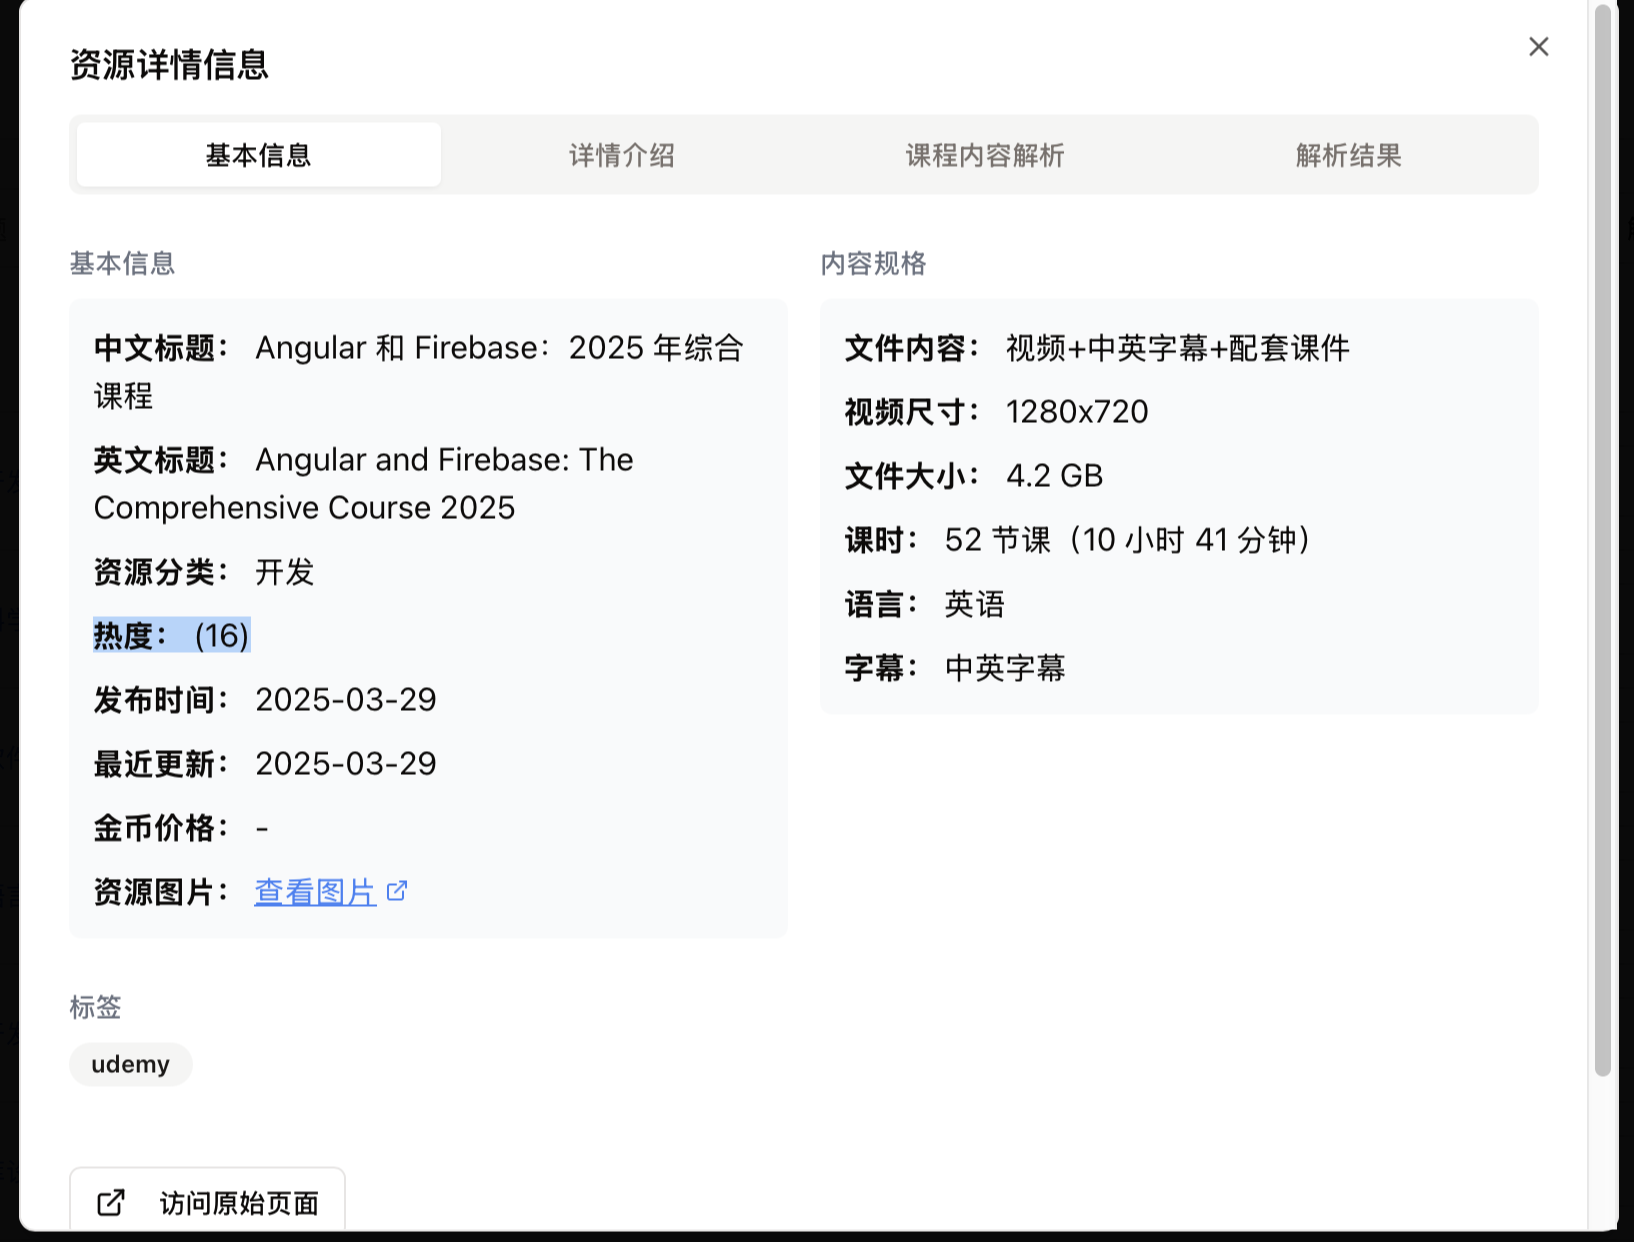 资源详情信息
基本信息
详情介绍
课程内容解析
解析结果
基本信息
中文标题： Angular 和 Firebase：2025 年综合
课程
英文标题： Angular and Firebase: The
Comprehensive Course 2025
资源分类： 开发
热度： (16)
发布时间： 2025-03-29
最近更新： 2025-03-29
金币价格： -
资源图片： 查看图片
内容规格
文件内容： 视频+中英字幕+配套课件
视频尺寸： 1280x720
文件大小： 4.2 GB
课时： 52 节课（10 小时 41 分钟）
语言： 英语
字幕： 中英字幕
标签
udemy
访问原始页面